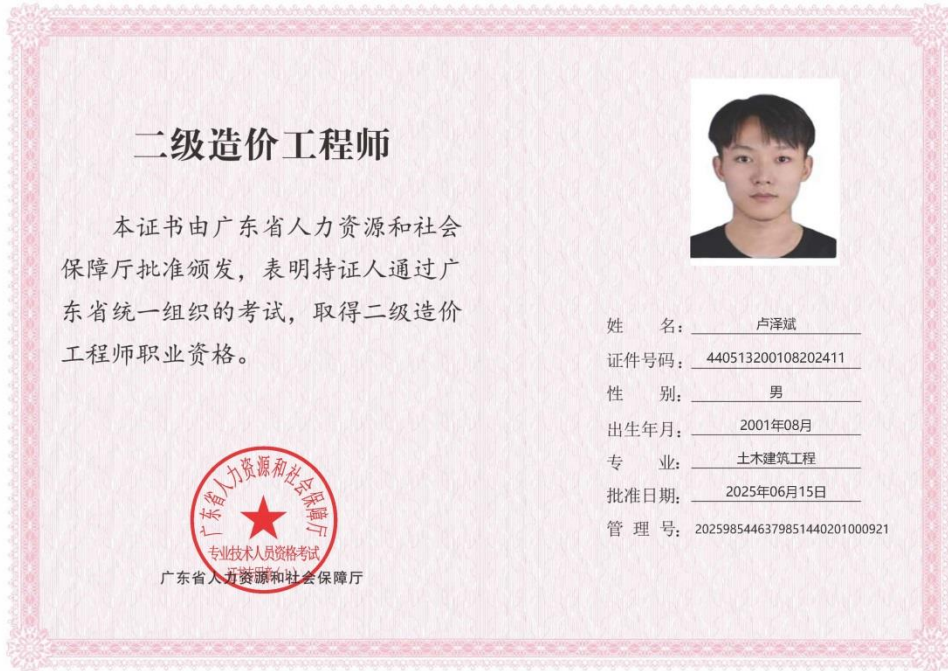 二级造价工程师
本证书由广东省人力资源和社会
保障厅批准颁发，表明持证人通过广
东省统一组织的考试，取得二级造价
工程师职业资格。
姓 名：卢泽斌
证件号码：440513200108202411
性 别：男
出生年月：2001年08月
专 业：土木建筑工程
批准日期：2025年06月15日
管 理 号：2025985446379851440201000921
广东省人力资源和社会保障厅
专业技术人员资格考试
广东省人力资源和社会保障厅